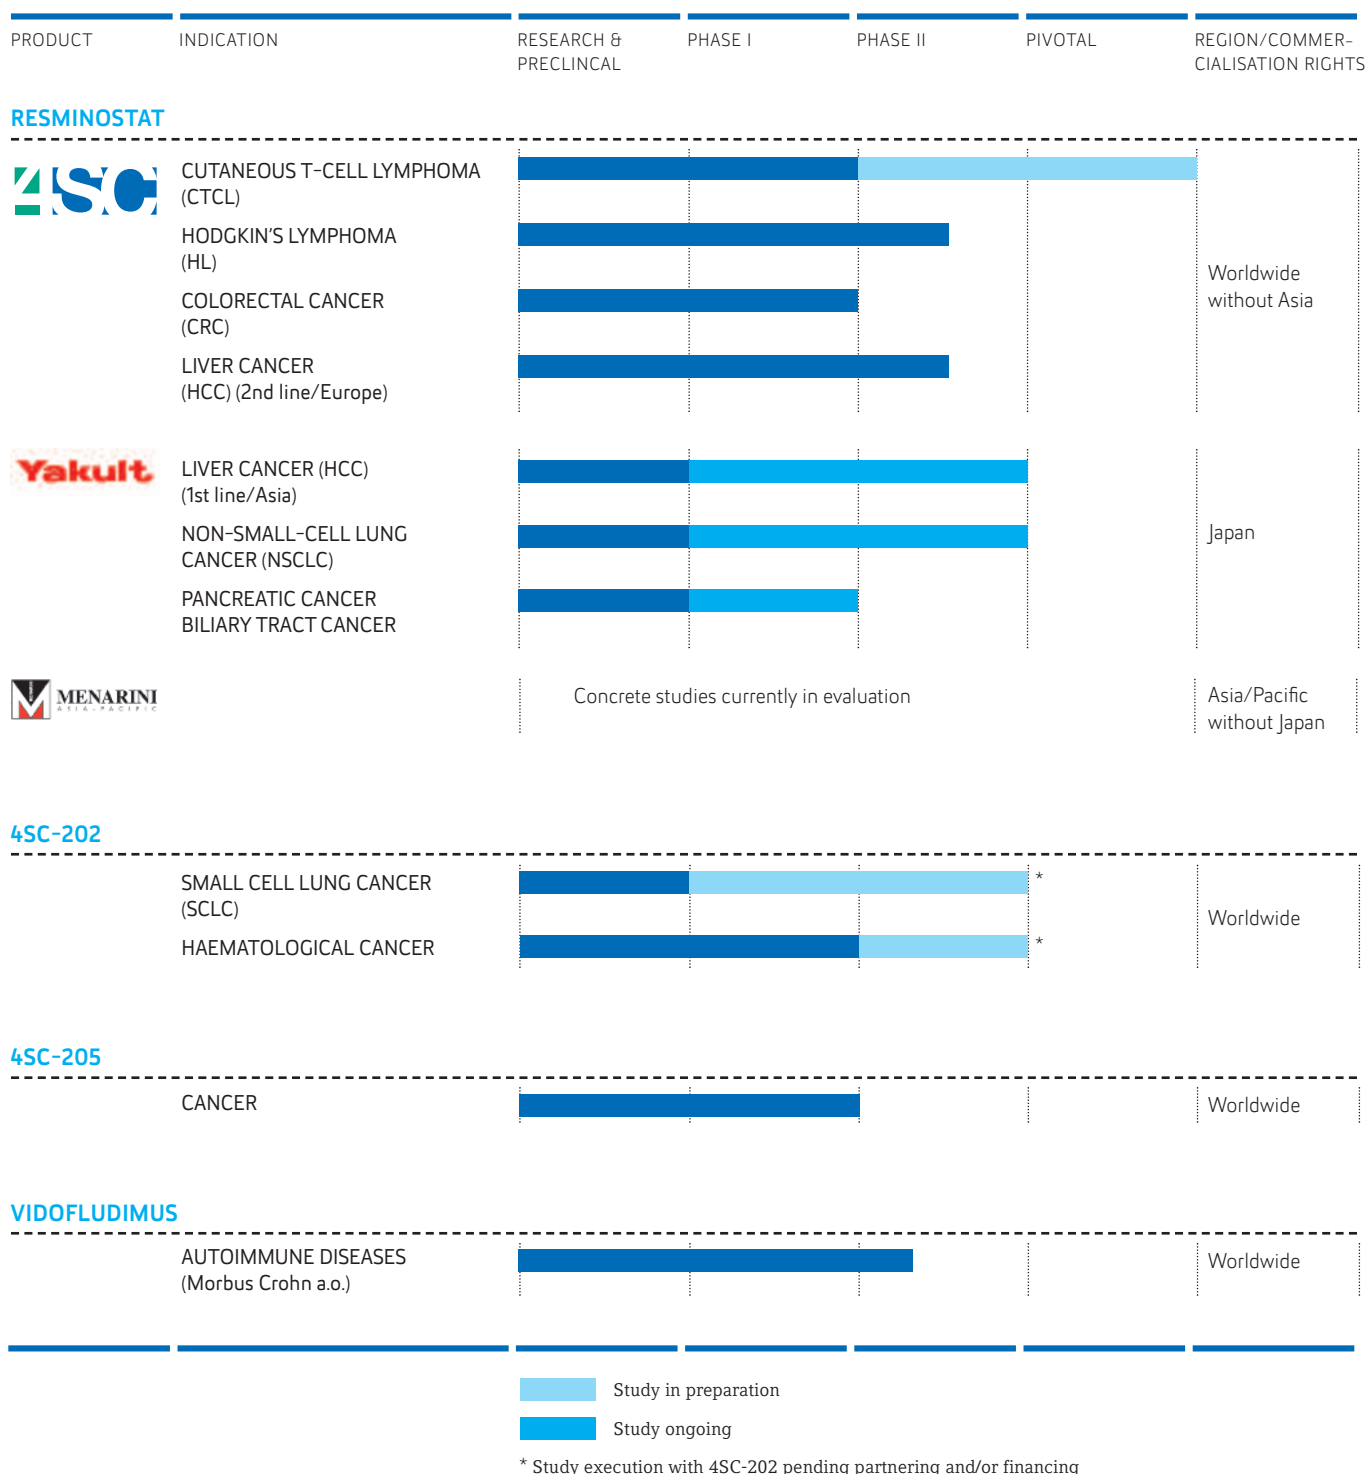 PRODUCT
INDICATION
RESEARCH &
PRECLINCAL
PHASE I
PHASE II
PIVOTAL
REGION/COMMER-
CIALISATION RIGHTS
RESMINOSTAT
4SC
CUTANEOUS T-CELL LYMPHOMA
(CTCL)
HODGKIN'S LYMPHOMA
(HL)
COLORECTAL CANCER
(CRC)
LIVER CANCER
(HCC) (2nd line/Europe)
Worldwide
without Asia
Yakult
LIVER CANCER (HCC)
(1st line/Asia)
NON-SMALL-CELL LUNG
CANCER (NSCLC)
PANCREATIC CANCER
BILIARY TRACT CANCER
Japan
MENARINI
ASIA-PACIFIC
Concrete studies currently in evaluation
Asia/Pacific
without Japan
4SC-202
SMALL CELL LUNG CANCER
(SCLC)
*
HAEMATOLOGICAL CANCER
*
Worldwide
4SC-205
CANCER
Worldwide
VIDOFLUDIMUS
AUTOIMMUNE DISEASES
(Morbus Crohn a.o.)
Worldwide
Study in preparation
Study ongoing
* Study execution with 4SC-202 pending partnering and/or financing